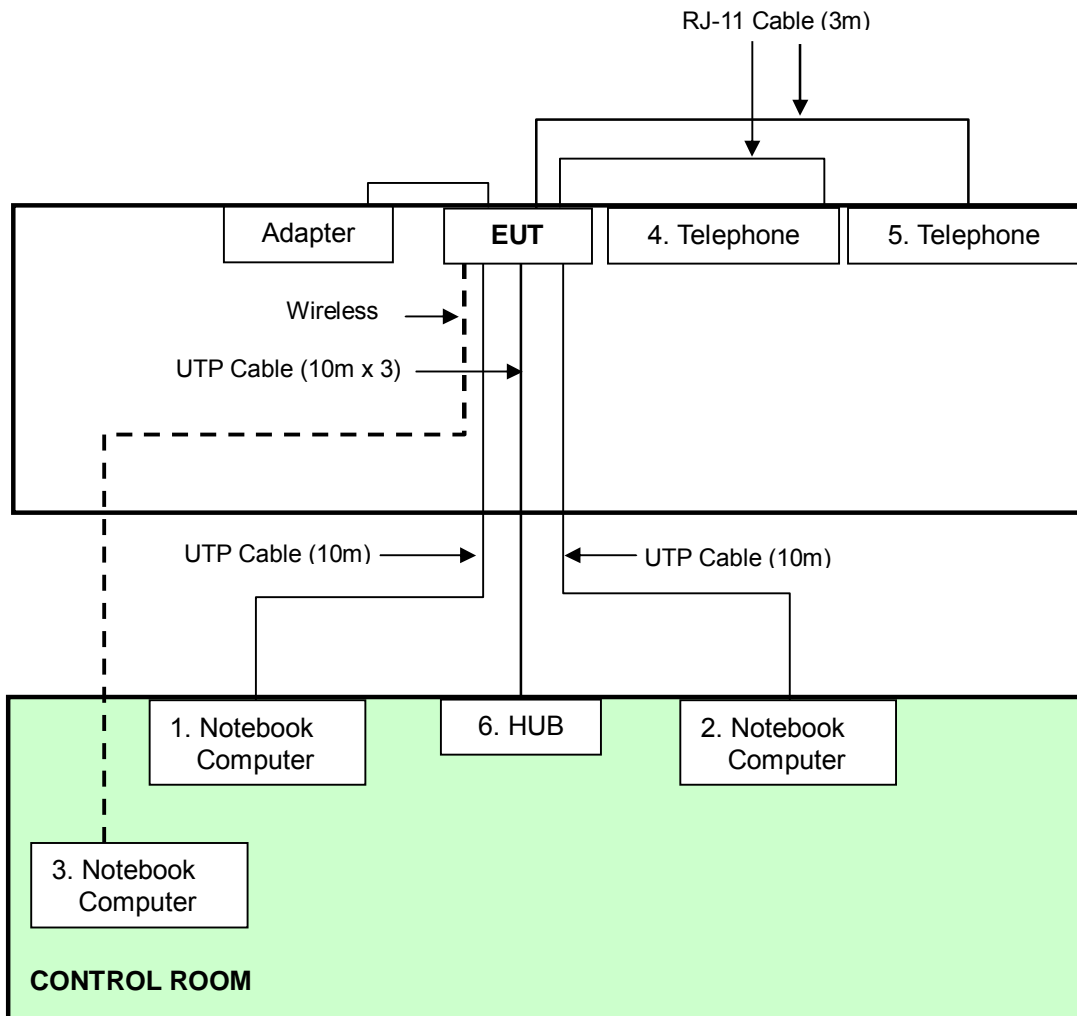 RJ-11 Cable (3m)
Adapter
EUT
4. Telephone
5. Telephone
Wireless
UTP Cable (10m x 3)
UTP Cable (10m)
UTP Cable (10m)
1. Notebook
Computer
6. HUB
2. Notebook
Computer
3. Notebook
Computer
CONTROL ROOM